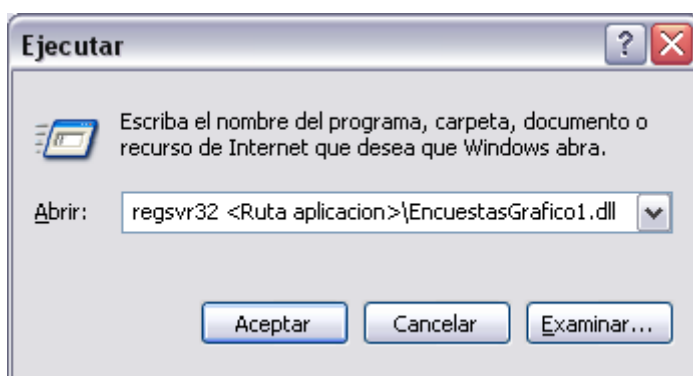 Ejecutar
Escriba el nombre del programa, carpeta, documento o
recurso de Internet que desea que Windows abra.
Abrir: regsvr32 <Ruta aplicacion>\EncuestasGrafico1.dll
Aceptar Cancelar Examinar...